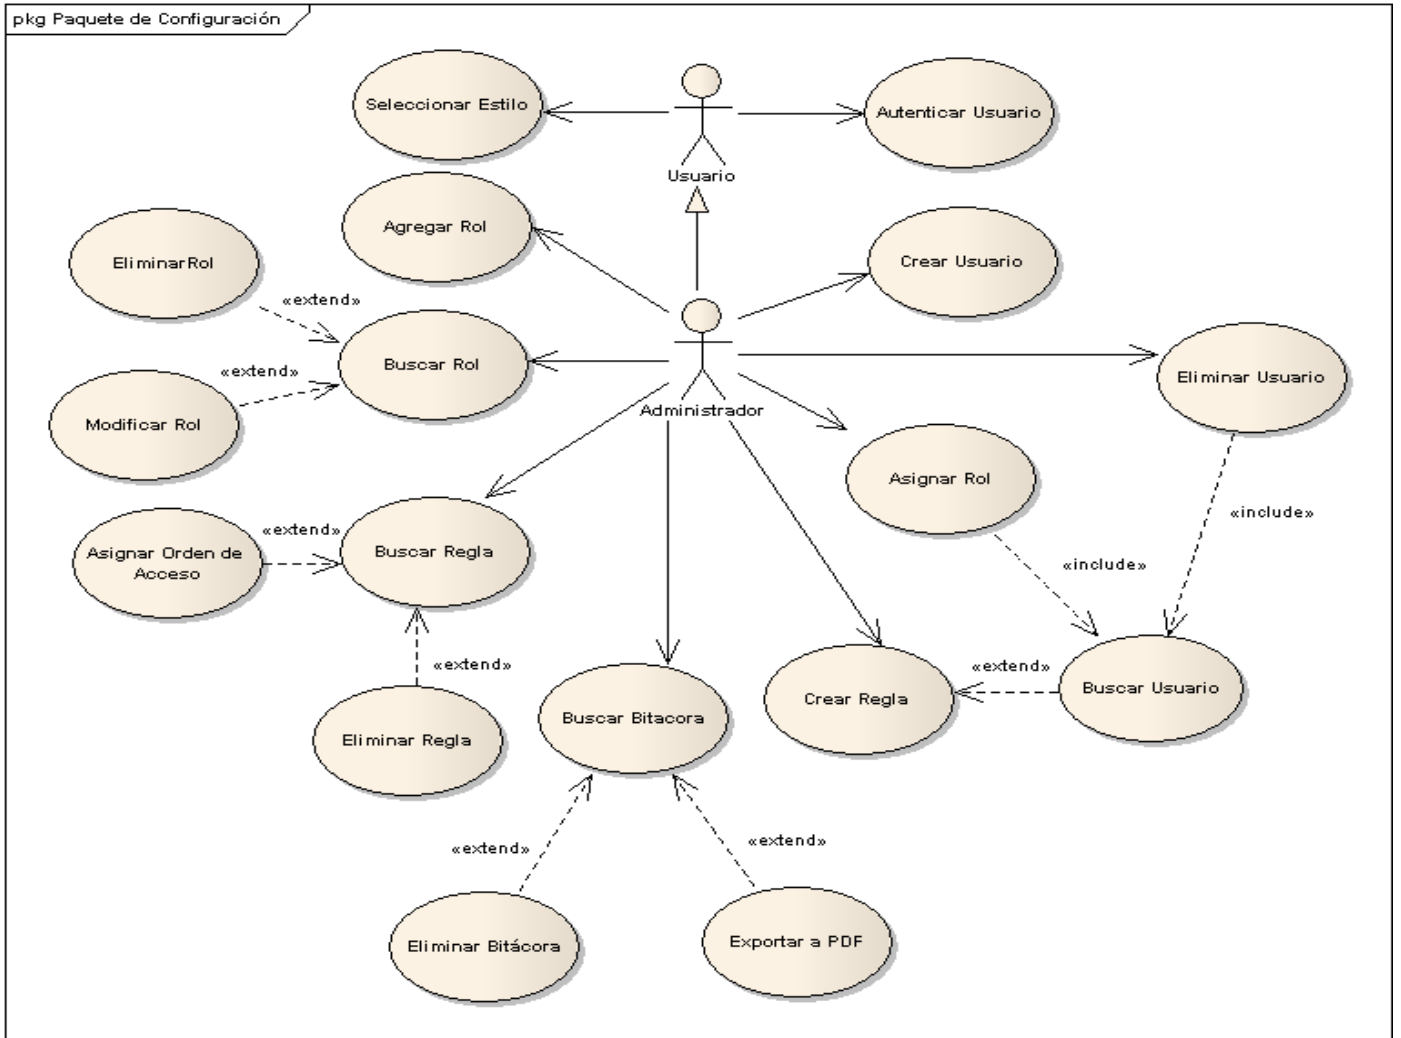 pkg Paquete de Configuración
Seleccionar Estilo
Autenticar Usuario
Usuario
Agregar Rol
EliminarRol
Crear Usuario
«extend»
Buscar Rol
«extend»
Modificar Rol
Eliminar Usuario
Administrador
Asignar Rol
«include»
«extend»
Asignar Orden de
Acceso
Buscar Regla
«include»
«extend»
«extend»
Buscar Usuario
Crear Regla
Buscar Bitacora
Eliminar Regla
«extend»
«extend»
Eliminar Bitácora
Exportar a PDF